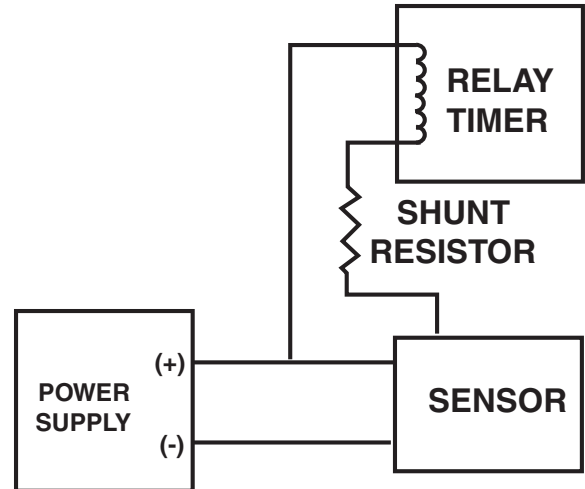 RELAY
TIMER
SHUNT
RESISTOR
(+)
POWER
SUPPLY
(-)
SENSOR